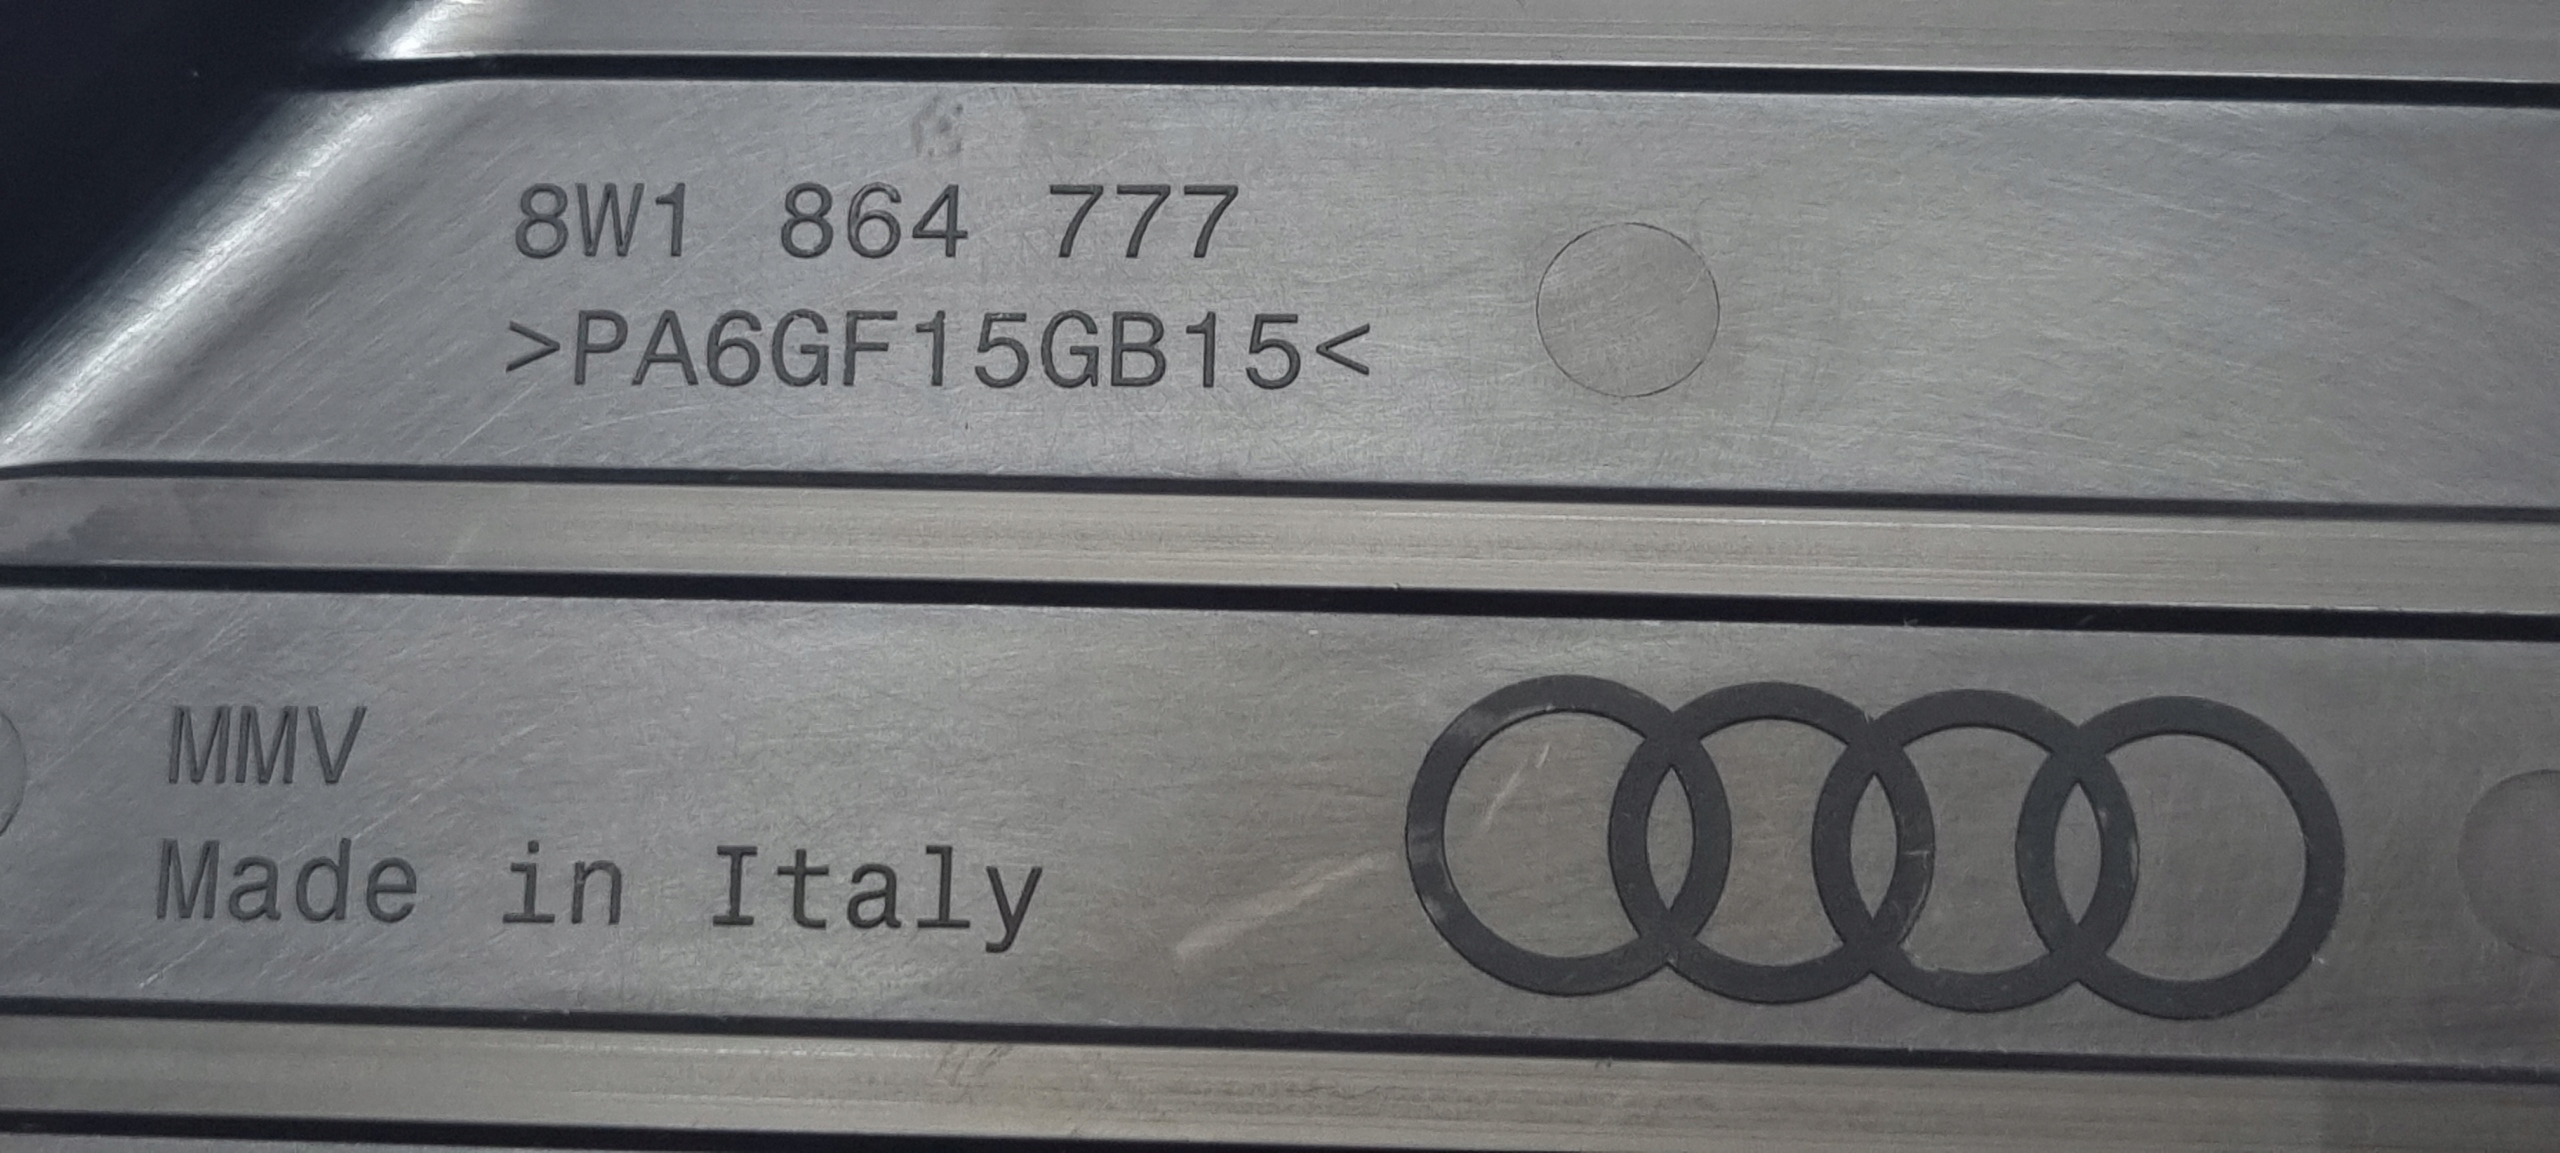 8W1 864 777
>PA6GF15GB15<
MMV
Made in Italy